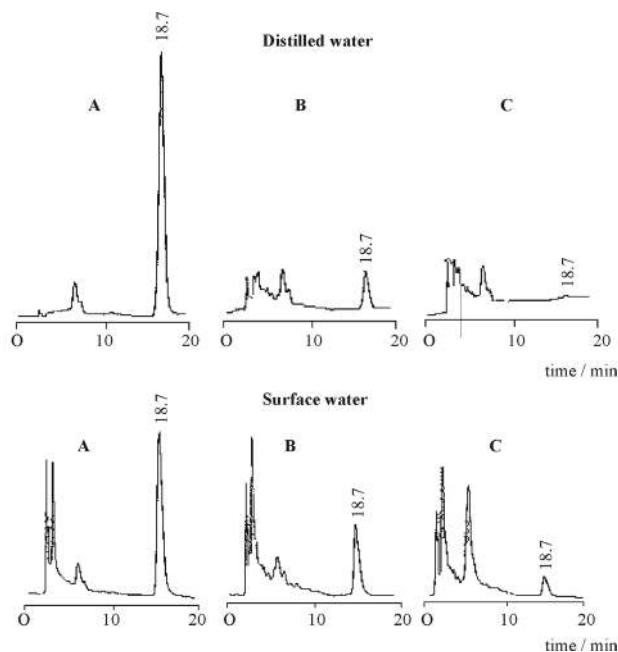 18.7
Distilled water
A B C
18.7 18.7
O 10 20 O 10 20 O 10 20
time / min
Surface water
18.7
A B C
18.7
18.7
O 10 20 O 10 20 O 10 20
time / min